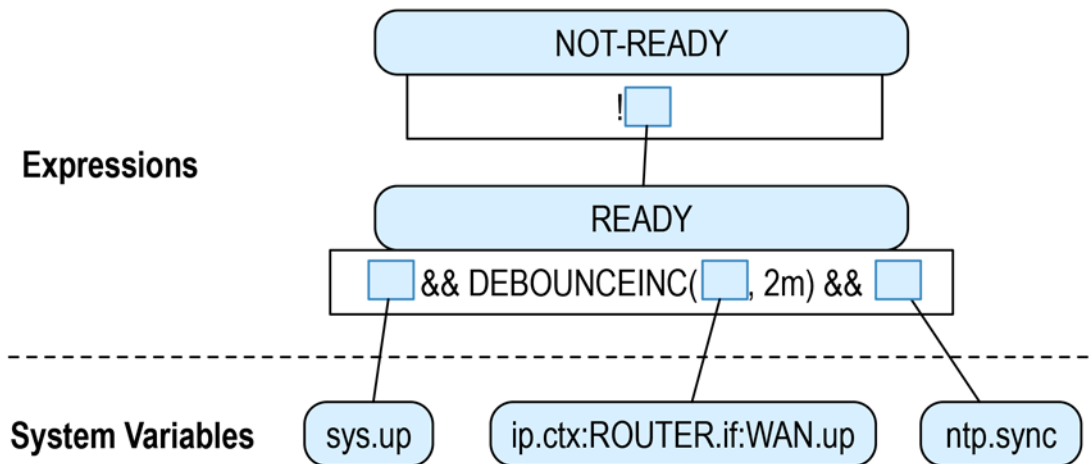 NOT-READY
!
Expressions
READY
&& DEBOUNCEINC( , 2m) &&
System Variables sys.up ip.ctx:ROUTER.if:WAN.up ntp.sync